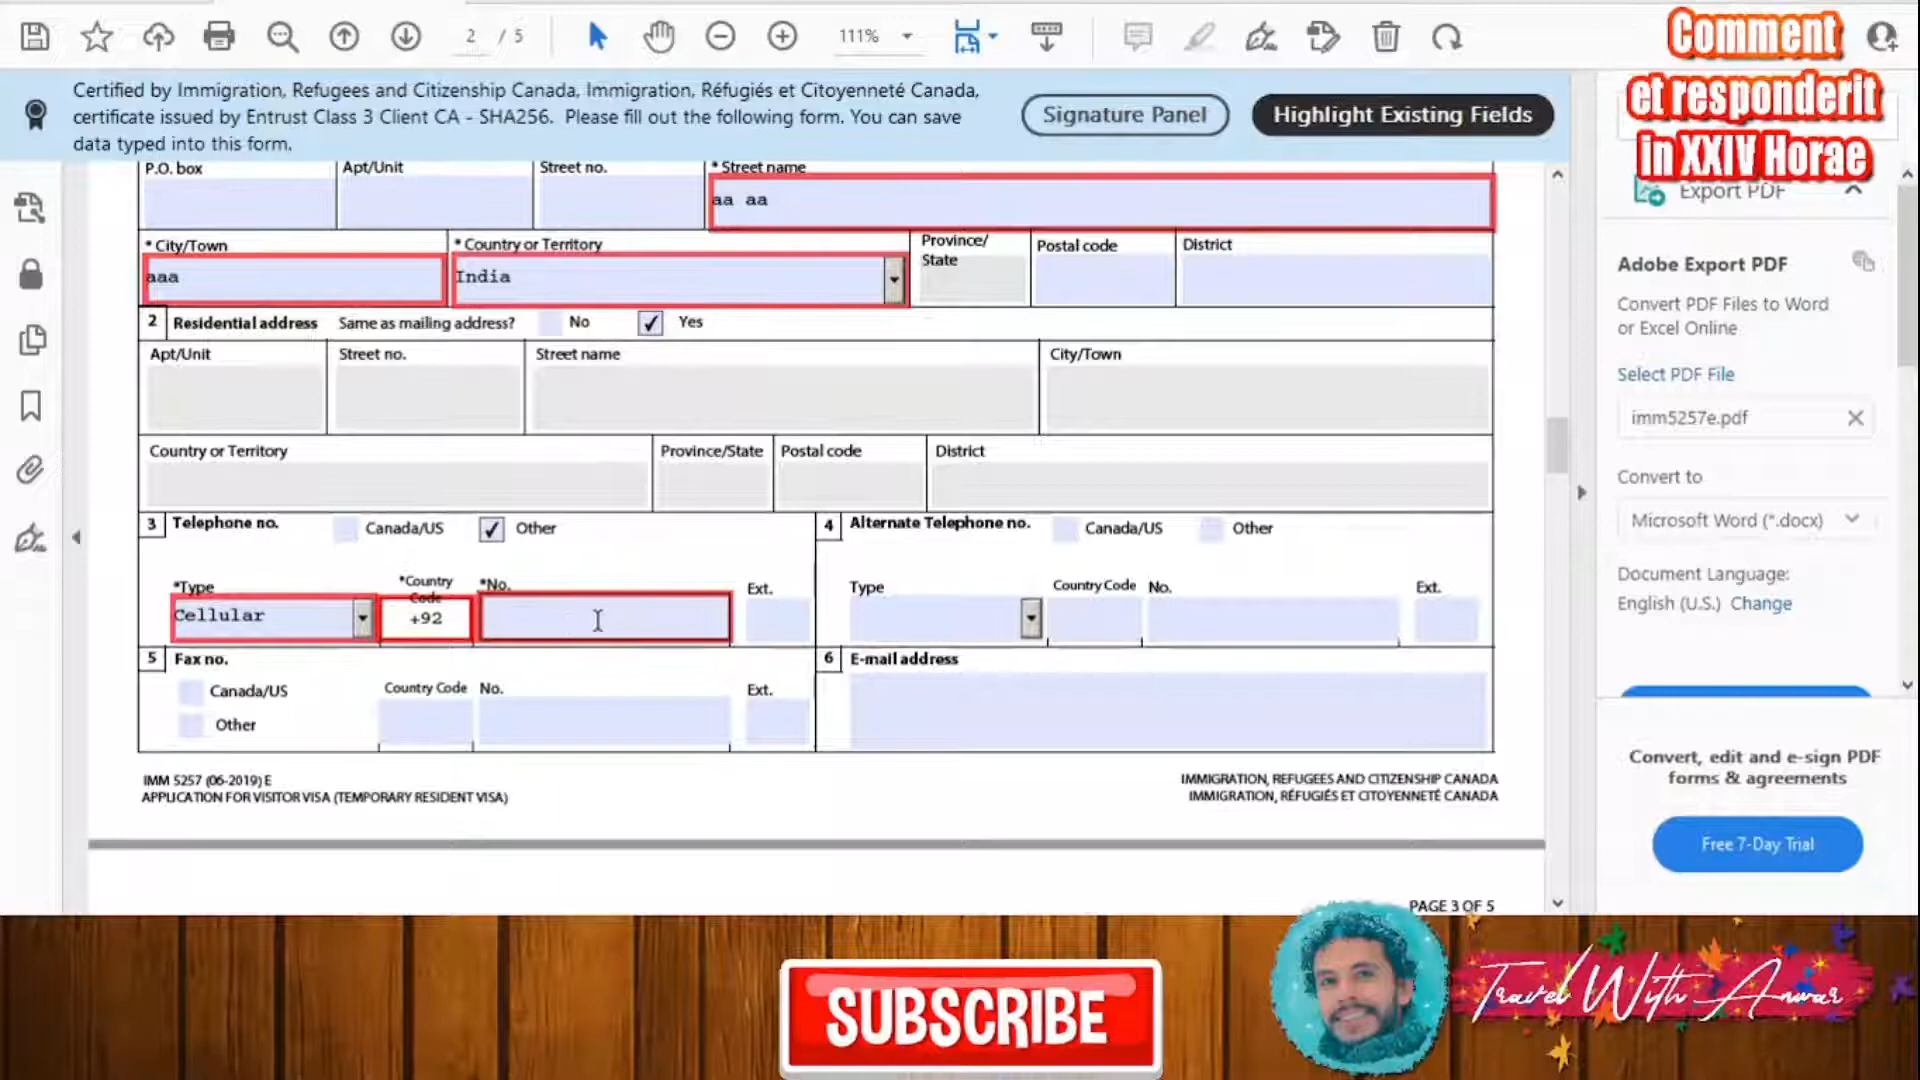 2 / 5
111%
Comment
et responderit
in XXIV Horae
Certified by Immigration, Refugees and Citizenship Canada, Immigration, Réfugiés et Citoyenneté Canada,
certificate issued by Entrust Class 3 Client CA - SHA256. Please fill out the following form. You can save
data typed into this form.
Signature Panel
Highlight Existing Fields
Export PDF
P.O. box Apt/Unit Street no. * Street name
aa aa
* City/Town * Country or Territory Province/
State Postal code District
aaa India
2 Residential address Same as mailing address? No Yes
Apt/Unit Street no. Street name City/Town
Country or Territory Province/State Postal code District
3 Telephone no. Canada/US Other
*Type *Country
Code *No. Ext.
Cellular +92
4 Alternate Telephone no. Canada/US Other
Type Country Code No. Ext.
5 Fax no.
Canada/US Country Code No. Ext.
Other
6 E-mail address
IMM 5257 (06-2019) E
APPLICATION FOR VISITOR VISA (TEMPORARY RESIDENT VISA)
IMMIGRATION, REFUGEES AND CITIZENSHIP CANADA
IMMIGRATION, RÉFUGIÉS ET CITOYENNETÉ CANADA
PAGE 3 OF 5
Adobe Export PDF
Convert PDF Files to Word
or Excel Online
Select PDF File
imm5257e.pdf
Convert to
Microsoft Word (*.docx)
Document Language:
English (U.S.) Change
Convert, edit and e-sign PDF
forms & agreements
Free 7-Day Trial
SUBSCRIBE
Travel With Anwar